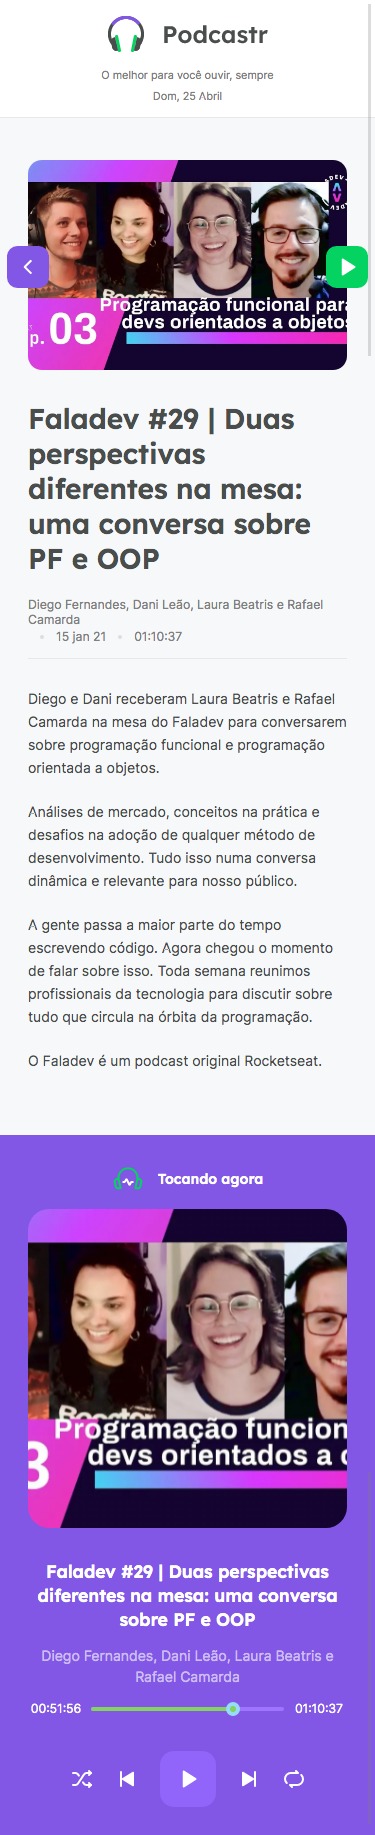 Podcastr
O melhor para você ouvir, sempre
Dom, 25 Abril
p. 03
Programação funcional para
devs orientados a objetos
Faladev #29 | Duas
perspectivas
diferentes na mesa:
uma conversa sobre
PF e OOP
Diego Fernandes, Dani Leão, Laura Beatris e Rafael
Camarda
15 jan 21
01:10:37
Diego e Dani receberam Laura Beatris e Rafael
Camarda na mesa do Faladev para conversarem
sobre programação funcional e programação
orientada a objetos.
Análises de mercado, conceitos na prática e
desafios na adoção de qualquer método de
desenvolvimento. Tudo isso numa conversa
dinâmica e relevante para nosso público.
A gente passa a maior parte do tempo
escrevendo código. Agora chegou o momento
de falar sobre isso. Toda semana reunimos
profissionais da tecnologia para discutir sobre
tudo que circula na órbita da programação.
O Faladev é um podcast original Rocketseat.
Tocando agora
3
Programação funcion
devs orientados a o
Faladev #29 | Duas perspectivas
diferentes na mesa: uma conversa
sobre PF e OOP
Diego Fernandes, Dani Leão, Laura Beatris e
Rafael Camarda
00:51:56
01:10:37